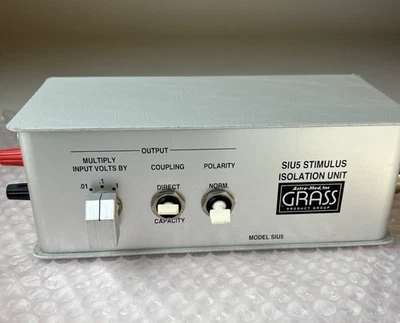 OUTPUT
MULTIPLY
INPUT VOLTS BY
COUPLING
POLARITY
.01 .1 1
DIRECT
NORM.
CAPACITY
SIU5 STIMULUS
ISOLATION UNIT
Astro-Med, Inc
GRASS
PRODUCT GROUP
MODEL SIU5